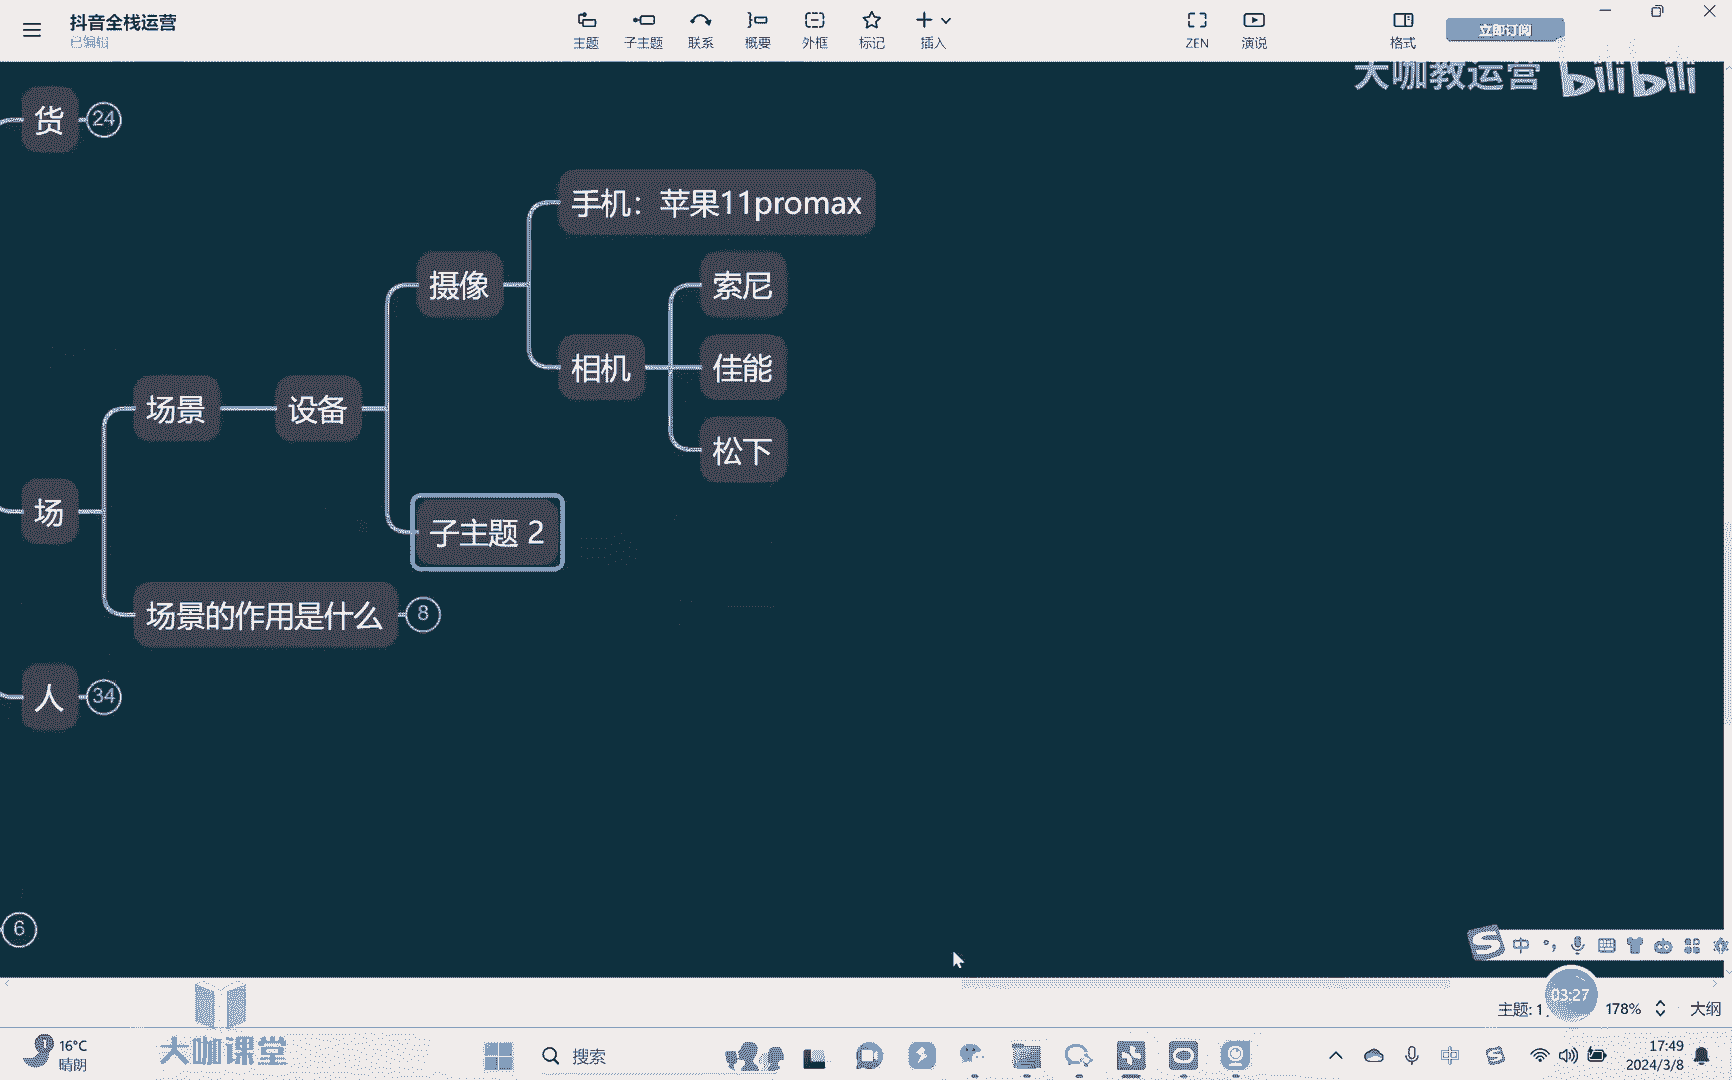 抖音全栈运营
已编辑
主题
子主题
联系
概要
外框
标记
插入
ZEN
演说
格式
立即订阅
大咖教运营 bilibili
货 24
手机：苹果11promax
摄像
索尼
相机
佳能
场景
设备
松下
场
子主题 2
场景的作用是什么 8
人 34
6
中
主题: 1
03:27
178%
大纲
大咖课堂
1
16°C
晴朗
搜索
中
17:49
2024/3/8